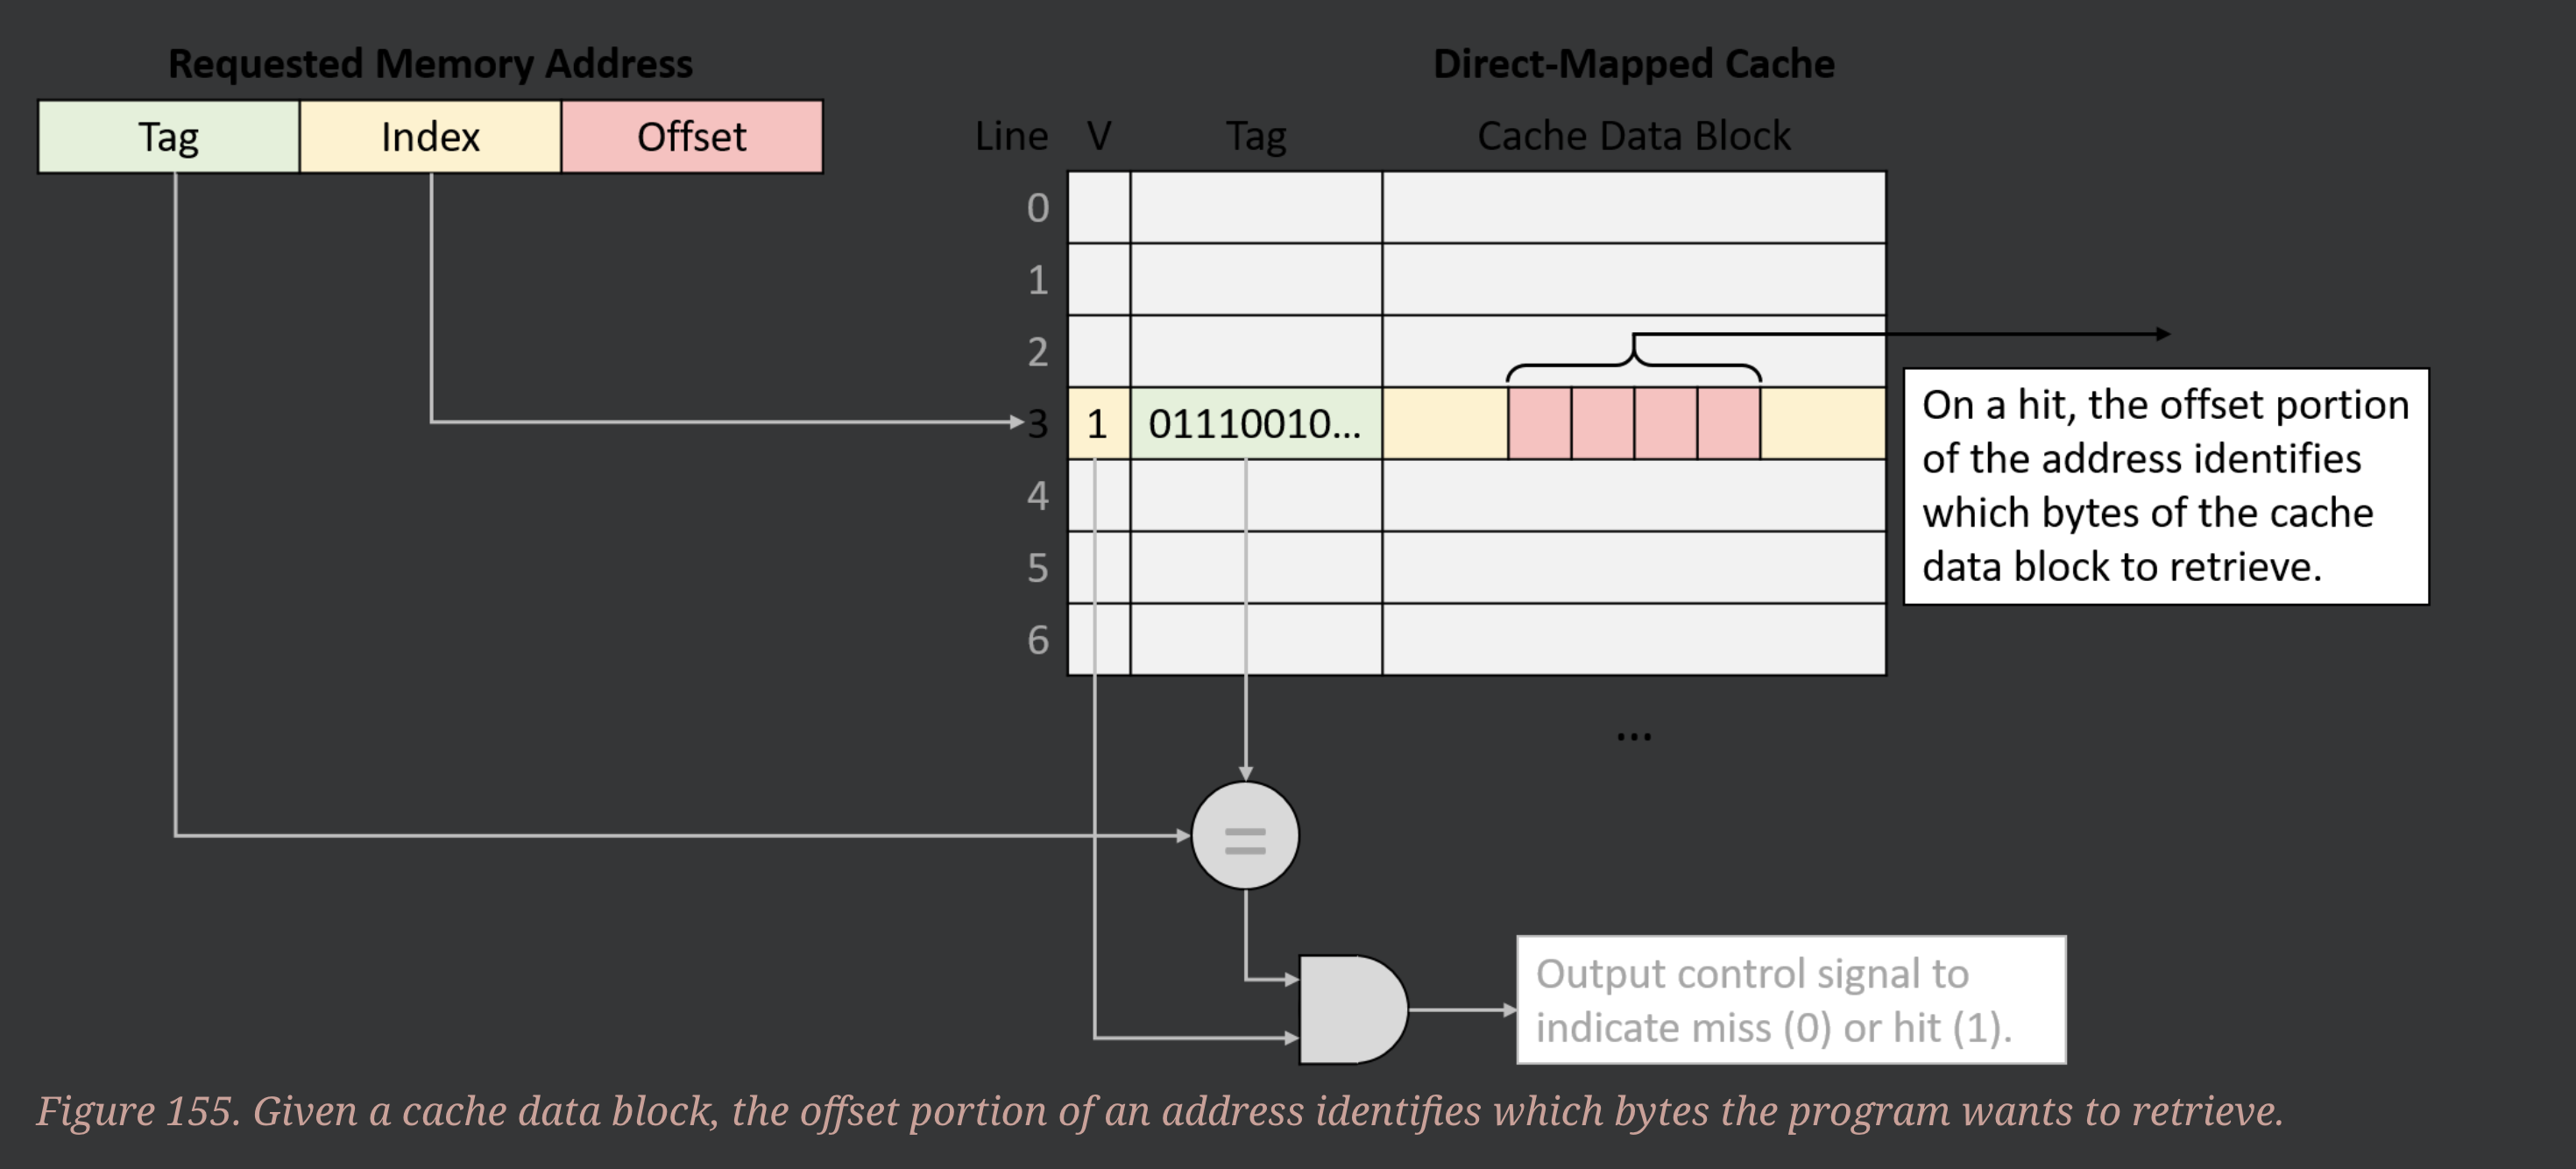 Requested Memory Address
Tag Index Offset
Direct-Mapped Cache
Line V Tag Cache Data Block
0
1
2
3 1 01110010...
4
5
6
...
On a hit, the offset portion
of the address identifies
which bytes of the cache
data block to retrieve.
=
Output control signal to
indicate miss (0) or hit (1).
Figure 155. Given a cache data block, the offset portion of an address identifies which bytes the program wants to retrieve.